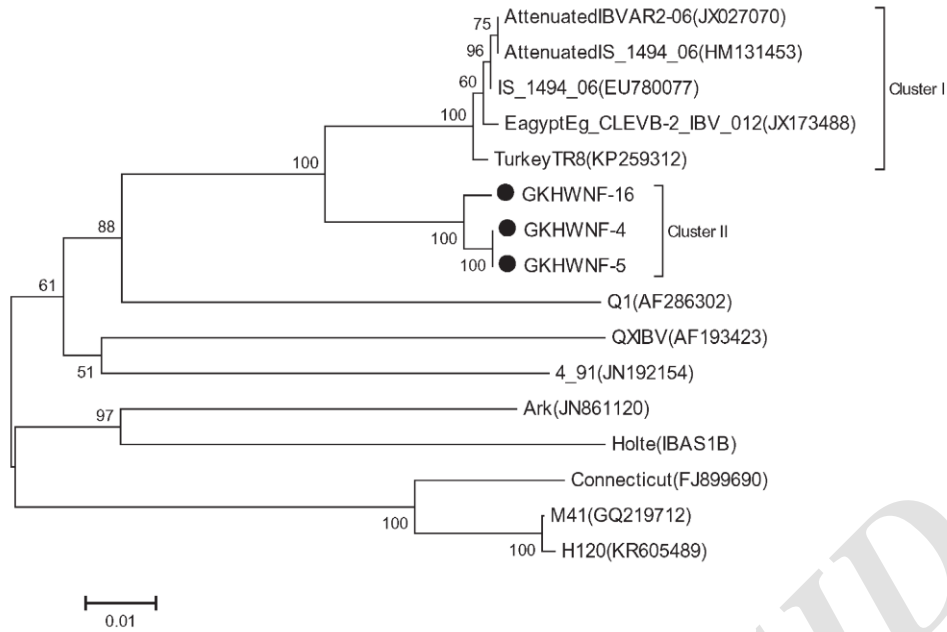 75
AttenuatedIBVAR2-06(JX027070)
96
AttenuatedIS_1494_06(HM131453)
60
IS_1494_06(EU780077)
Cluster I
100
EagyptEg_CLEVB-2_IBV_012(JX173488)
100
TurkeyTR8(KP259312)
GKHWNF-16
88
100
GKHWNF-4
Cluster II
100
GKHWNF-5
61
Q1(AF286302)
QXIBV(AF193423)
51
4_91(JN192154)
97
Ark(JN861120)
Holte(IBAS1B)
Connecticut(FJ899690)
100
M41(GQ219712)
100
H120(KR605489)
0.01